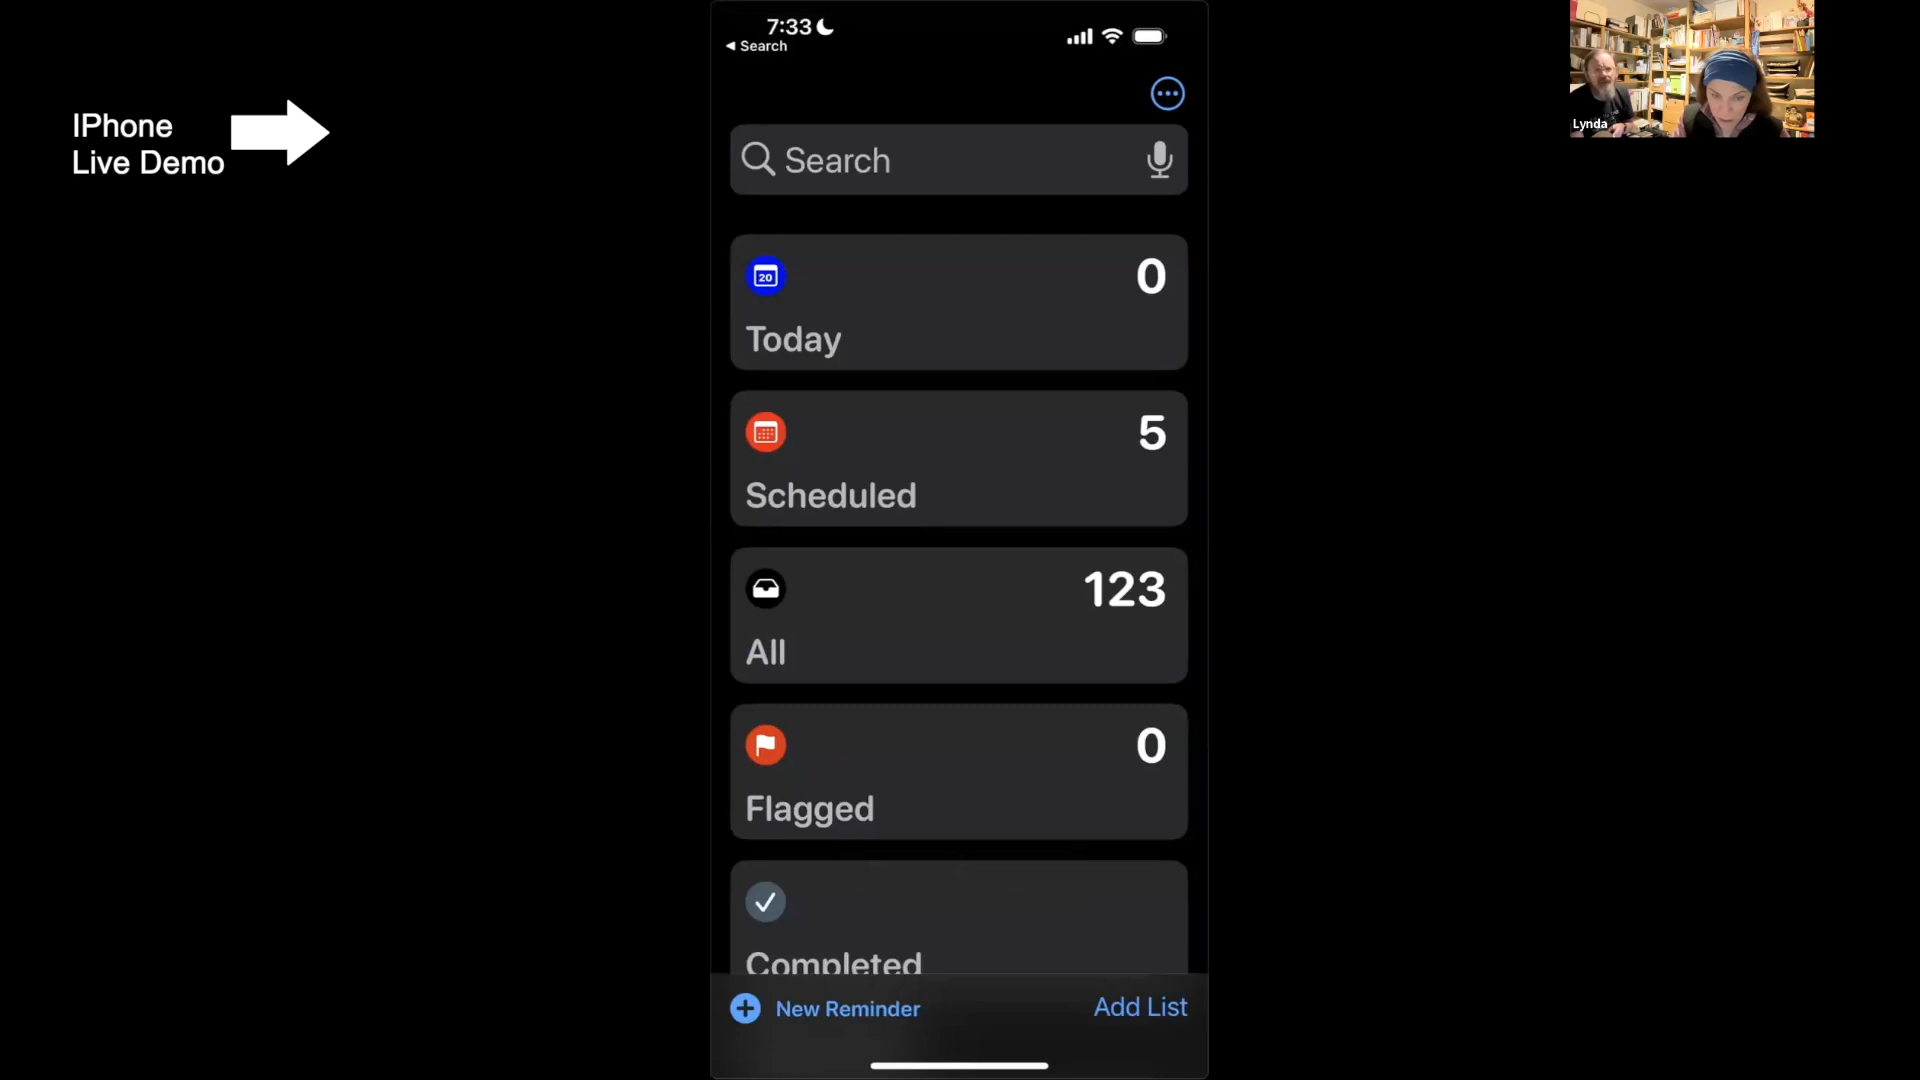 7:33
Search
IPhone
Live Demo
Search
20
0
Today
5
Scheduled
123
All
0
Flagged
Completed
New Reminder
Add List
Lynda